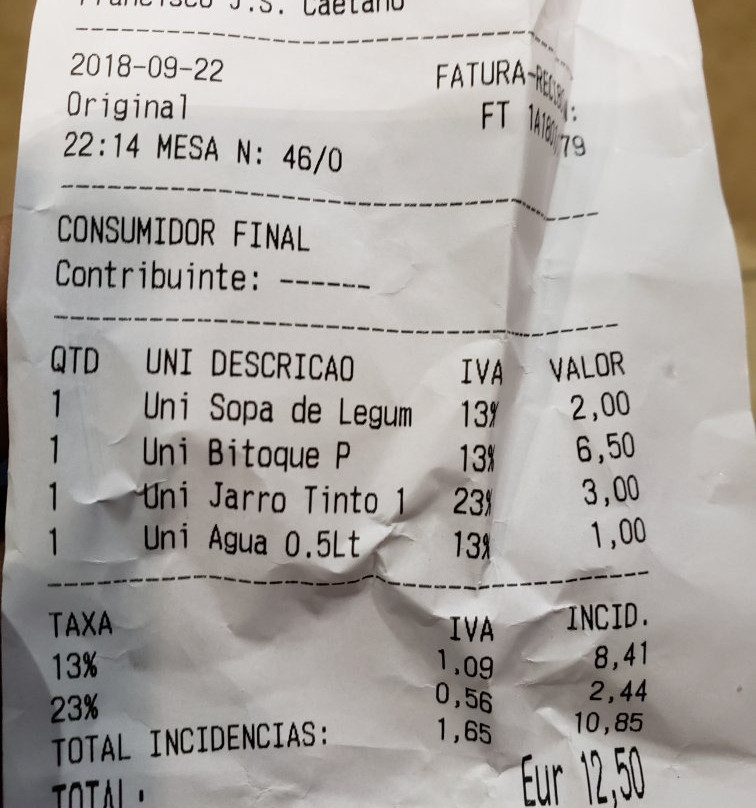 Francisco J.S. Caetano
2018-09-22 FATURA-RECIBO N:
Original FT
22:14 MESA N: 46/0
CONSUMIDOR FINAL
Contribuinte: ------
QTD UNI DESCRICAO IVA VALOR
1 Uni Sopa de Legum 13% 2,00
1 Uni Bitoque P 13% 6,50
1 Uni Jarro Tinto 1 23% 3,00
1 Uni Agua 0.5Lt 13% 1,00
TAXA IVA INCID.
13% 1,09 8,41
23% 0,56 2,44
TOTAL INCIDENCIAS: 1,65 10,85
TOTAL: Eur 12,50